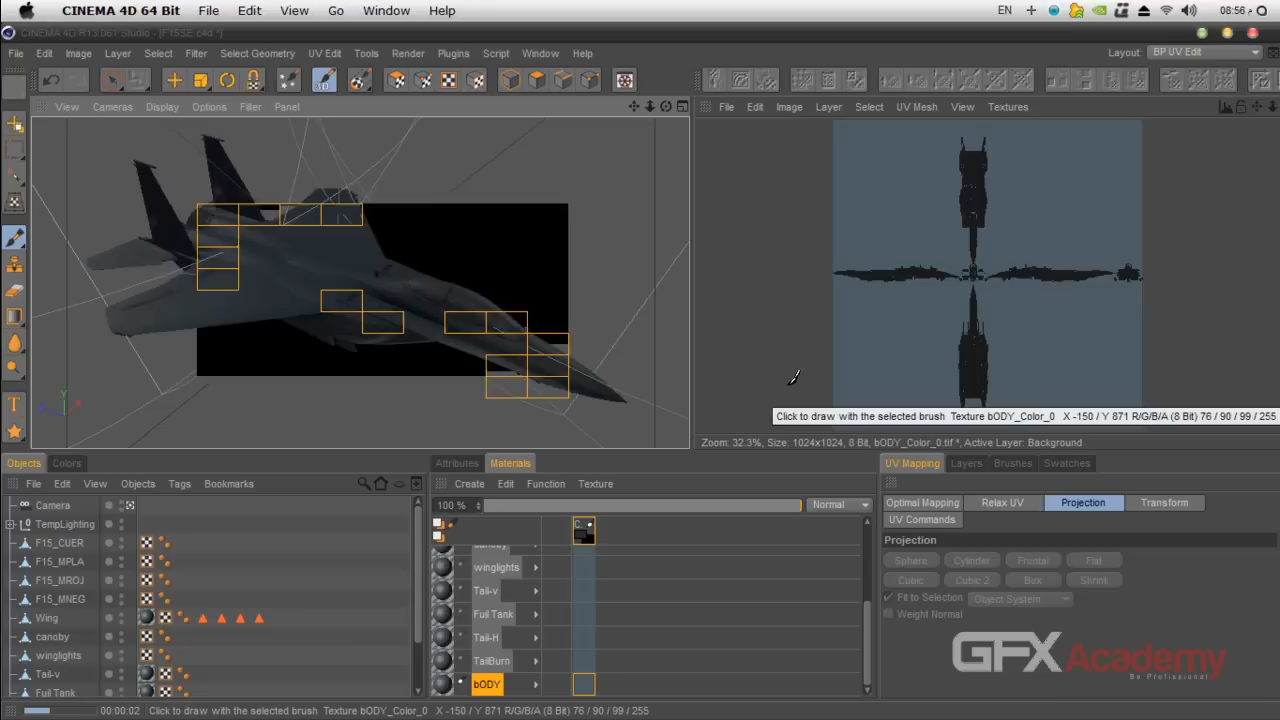 CINEMA 4D 64 Bit File Edit View Go Window Help EN 08:56 م
CINEMA 4D R13.061 Studio - [F15SE.c4d *]
File Edit Image Layer Select Filter Select Geometry UV Edit Tools Render Plugins Script Window Help Layout: BP UV Edit
View Cameras Display Options Filter Panel
File Edit Image Layer Select UV Mesh View Textures
Y
Click to draw with the selected brush Texture bODY_Color_0 X -150 / Y 871 R/G/B/A (8 Bit) 76 / 90 / 99 / 255
Zoom: 32.3%, Size: 1024x1024, 8 Bit, bODY_Color_0.tif *, Active Layer: Background
Objects Colors
File Edit View Objects Tags Bookmarks
Camera
TempLighting
F15_CUER
F15_MPLA
F15_MROJ
F15_MNEG
Wing
canoby
winglights
Tail-v
Fuil Tank
Attributes Materials
Create Edit Function Texture
100 % Normal
C..
canoby
winglights
Tail-v
Fuil Tank
Tail-H
TailBurn
bODY
UV Mapping Layers Brushes Swatches
Optimal Mapping Relax UV Projection Transform
UV Commands
Projection
Sphere Cylinder Frontal Flat
Cubic Cubic 2 Box Shrink
Fit to Selection Object System
Weight Normal
GFXAcademy
Be Profissional
00:00:02 Click to draw with the selected brush Texture bODY_Color_0 X -150 / Y 871 R/G/B/A (8 Bit) 76 / 90 / 99 / 255